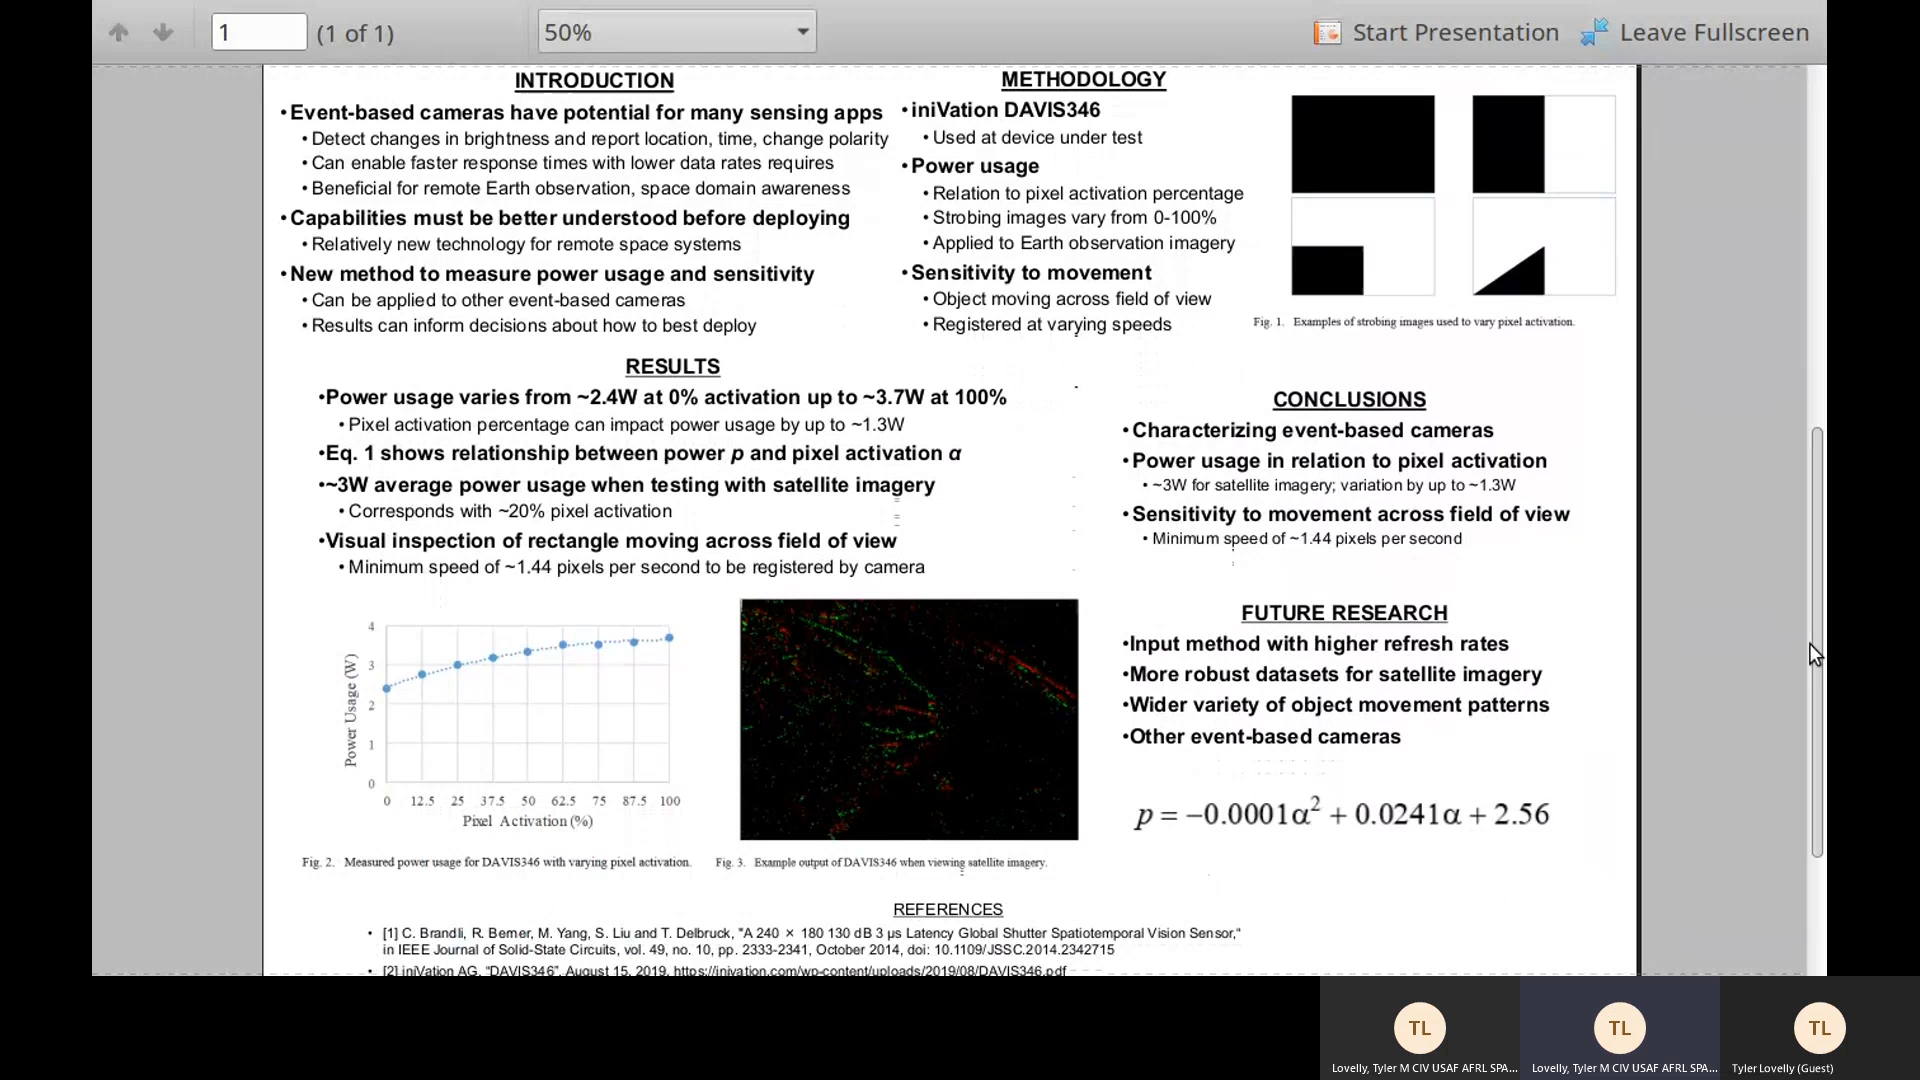 1
(1 of 1)
50%
Start Presentation
Leave Fullscreen
INTRODUCTION
•Event-based cameras have potential for many sensing apps
•Detect changes in brightness and report location, time, change polarity
•Can enable faster response times with lower data rates requires
•Beneficial for remote Earth observation, space domain awareness
•Capabilities must be better understood before deploying
•Relatively new technology for remote space systems
•New method to measure power usage and sensitivity
•Can be applied to other event-based cameras
•Results can inform decisions about how to best deploy
METHODOLOGY
•iniVation DAVIS346
•Used at device under test
•Power usage
•Relation to pixel activation percentage
•Strobing images vary from 0-100%
•Applied to Earth observation imagery
•Sensitivity to movement
•Object moving across field of view
•Registered at varying speeds
Fig. 1. Examples of strobing images used to vary pixel activation.
RESULTS
•Power usage varies from ~2.4W at 0% activation up to ~3.7W at 100%
•Pixel activation percentage can impact power usage by up to ~1.3W
•Eq. 1 shows relationship between power p and pixel activation α
•~3W average power usage when testing with satellite imagery
•Corresponds with ~20% pixel activation
•Visual inspection of rectangle moving across field of view
•Minimum speed of ~1.44 pixels per second to be registered by camera
CONCLUSIONS
•Characterizing event-based cameras
•Power usage in relation to pixel activation
•~3W for satellite imagery; variation by up to ~1.3W
•Sensitivity to movement across field of view
•Minimum speed of ~1.44 pixels per second
4
3
2
1
0
Power Usage (W)
0 12.5 25 37.5 50 62.5 75 87.5 100
Pixel Activation (%)
Fig. 2. Measured power usage for DAVIS346 with varying pixel activation.
Fig. 3. Example output of DAVIS346 when viewing satellite imagery.
FUTURE RESEARCH
•Input method with higher refresh rates
•More robust datasets for satellite imagery
•Wider variety of object movement patterns
•Other event-based cameras
p = −0.0001α² + 0.0241α + 2.56
REFERENCES
• [1] C. Brandli, R. Berner, M. Yang, S. Liu and T. Delbruck, "A 240 × 180 130 dB 3 μs Latency Global Shutter Spatiotemporal Vision Sensor,"
in IEEE Journal of Solid-State Circuits, vol. 49, no. 10, pp. 2333-2341, October 2014, doi: 10.1109/JSSC.2014.2342715
• [2] iniVation AG, "DAVIS346", August 15, 2019, https://inivation.com/wp-content/uploads/2019/08/DAVIS346.pdf
TL
TL
TL
Lovelly, Tyler M CIV USAF AFRL SPA...
Lovelly, Tyler M CIV USAF AFRL SPA...
Tyler Lovelly (Guest)